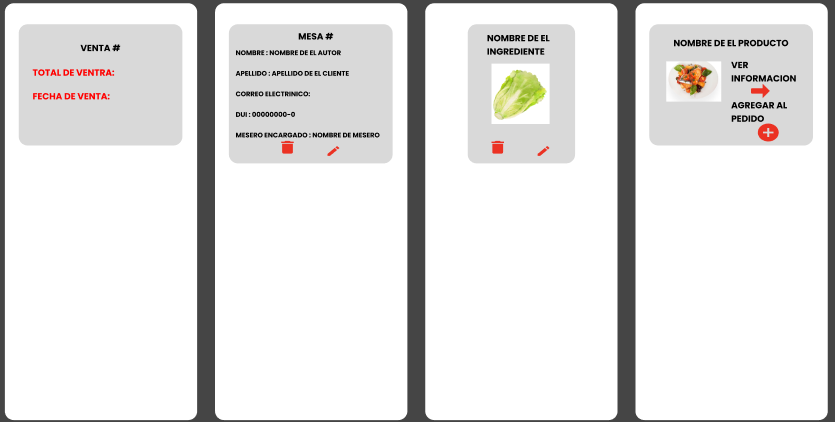 VENTA #
TOTAL DE VENTRA:
FECHA DE VENTA:
MESA #
NOMBRE : NOMBRE DE EL AUTOR
APELLIDO : APELLIDO DE EL CLIENTE
CORREO ELECTRINICO:
DUI : 00000000-0
MESERO ENCARGADO : NOMBRE DE MESERO
NOMBRE DE EL
INGREDIENTE
NOMBRE DE EL PRODUCTO
VER
INFORMACION
AGREGAR AL
PEDIDO